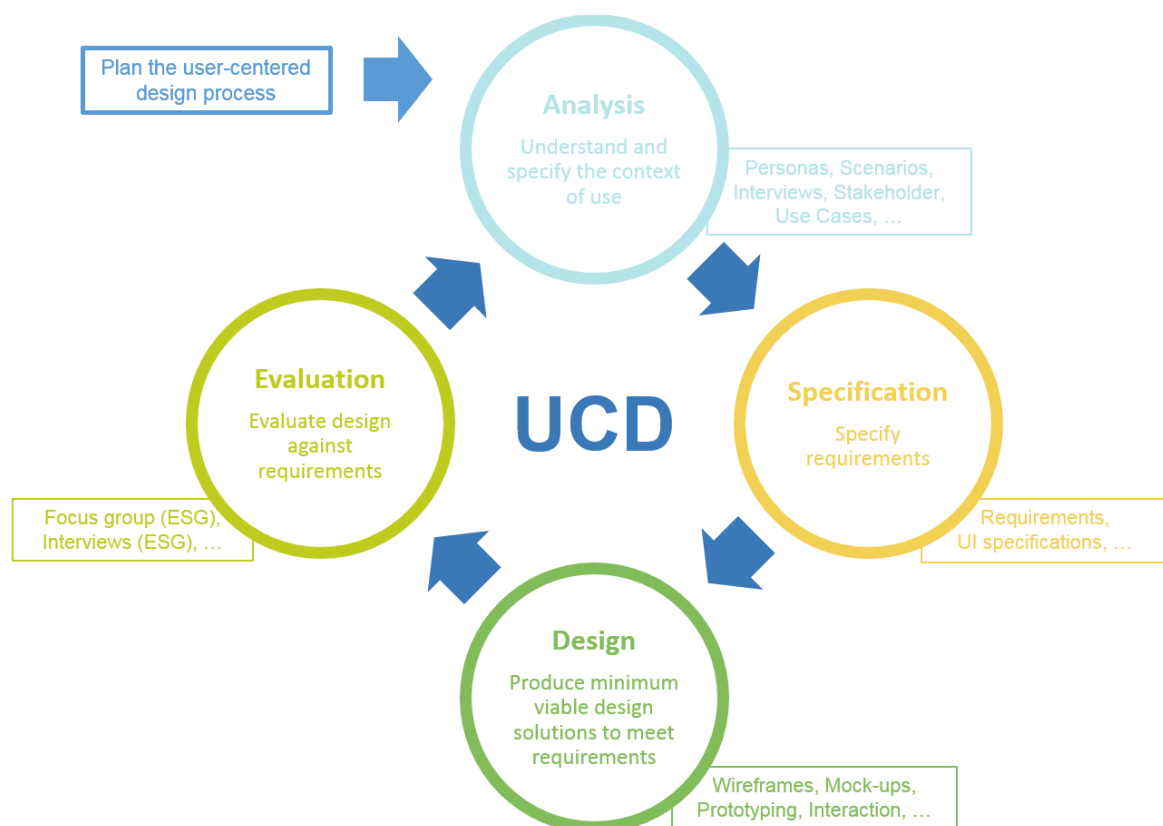 Plan the user-centered
design process
Analysis
Understand and
specify the context
of use
Personas, Scenarios,
Interviews, Stakeholder,
Use Cases, …
Evaluation
Evaluate design
against
requirements
Focus group (ESG),
Interviews (ESG), …
UCD
Specification
Specify
requirements
Requirements,
UI specifications, …
Design
Produce minimum
viable design
solutions to meet
requirements
Wireframes, Mock-ups,
Prototyping, Interaction, …